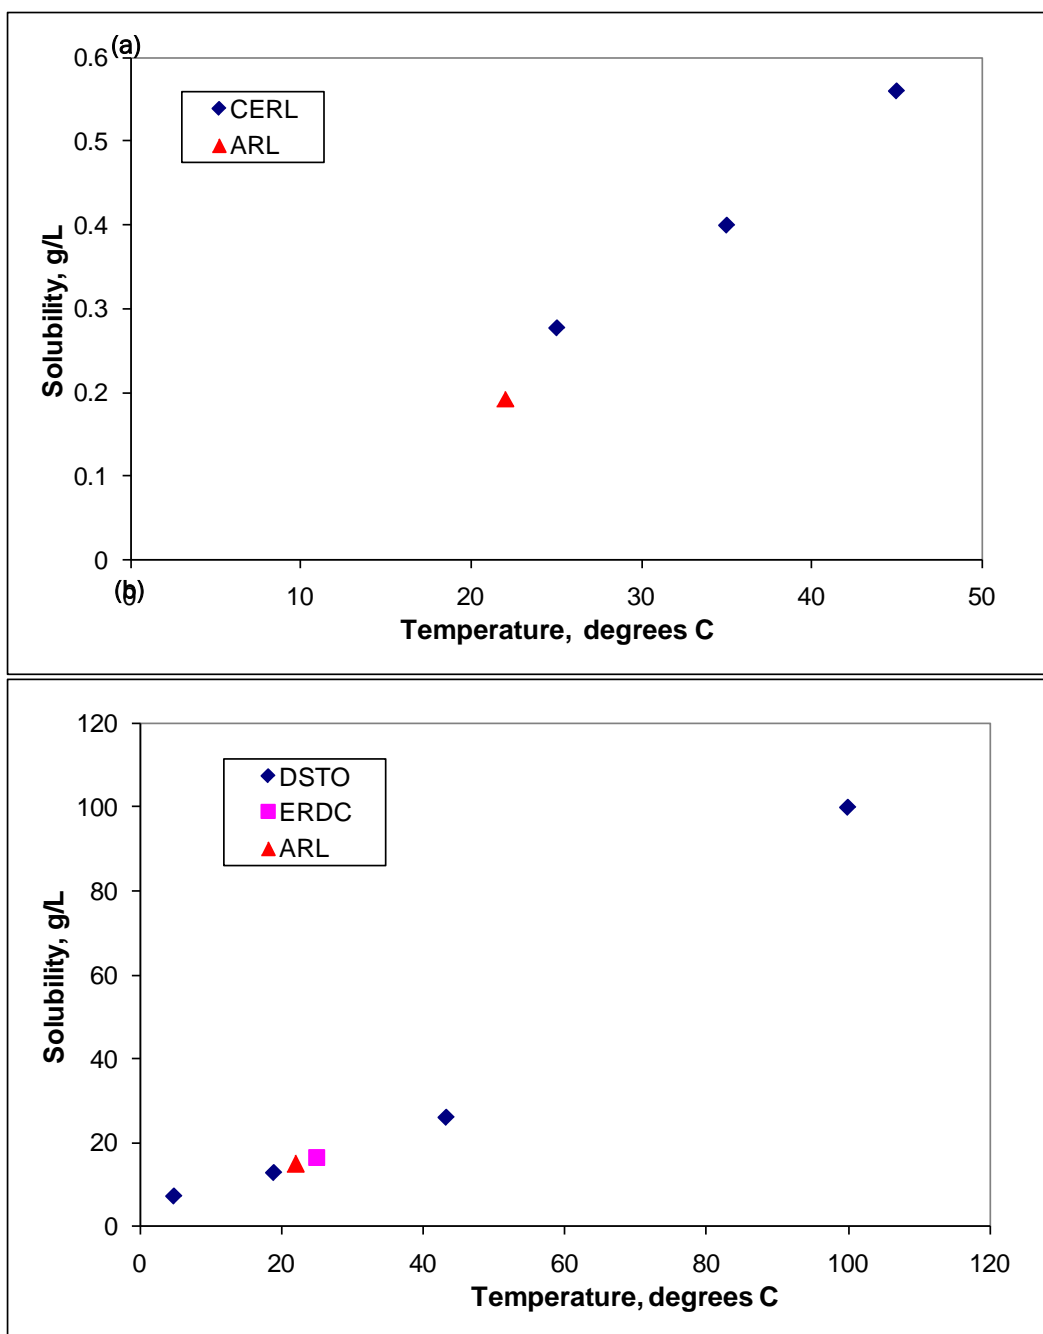 (a)
0.6
CERL
ARL
0.5
0.4
0.3
0.2
0.1
0
Solubility, g/L
0 10 20 30 40 50
(b)
Temperature, degrees C
120
DSTO
ERDC
ARL
100
80
60
40
20
0
Solubility, g/L
0 20 40 60 80 100 120
Temperature, degrees C